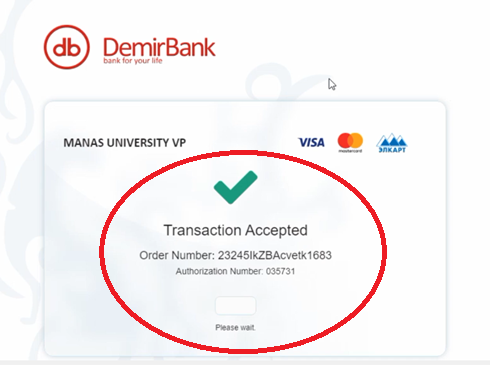 db DemirBank
bank for your life
MANAS UNIVERSITY VP
VISA mastercard ЭЛКАРТ
Transaction Accepted
Order Number: 23245IkZBAcvetk1683
Authorization Number: 035731
Please wait.